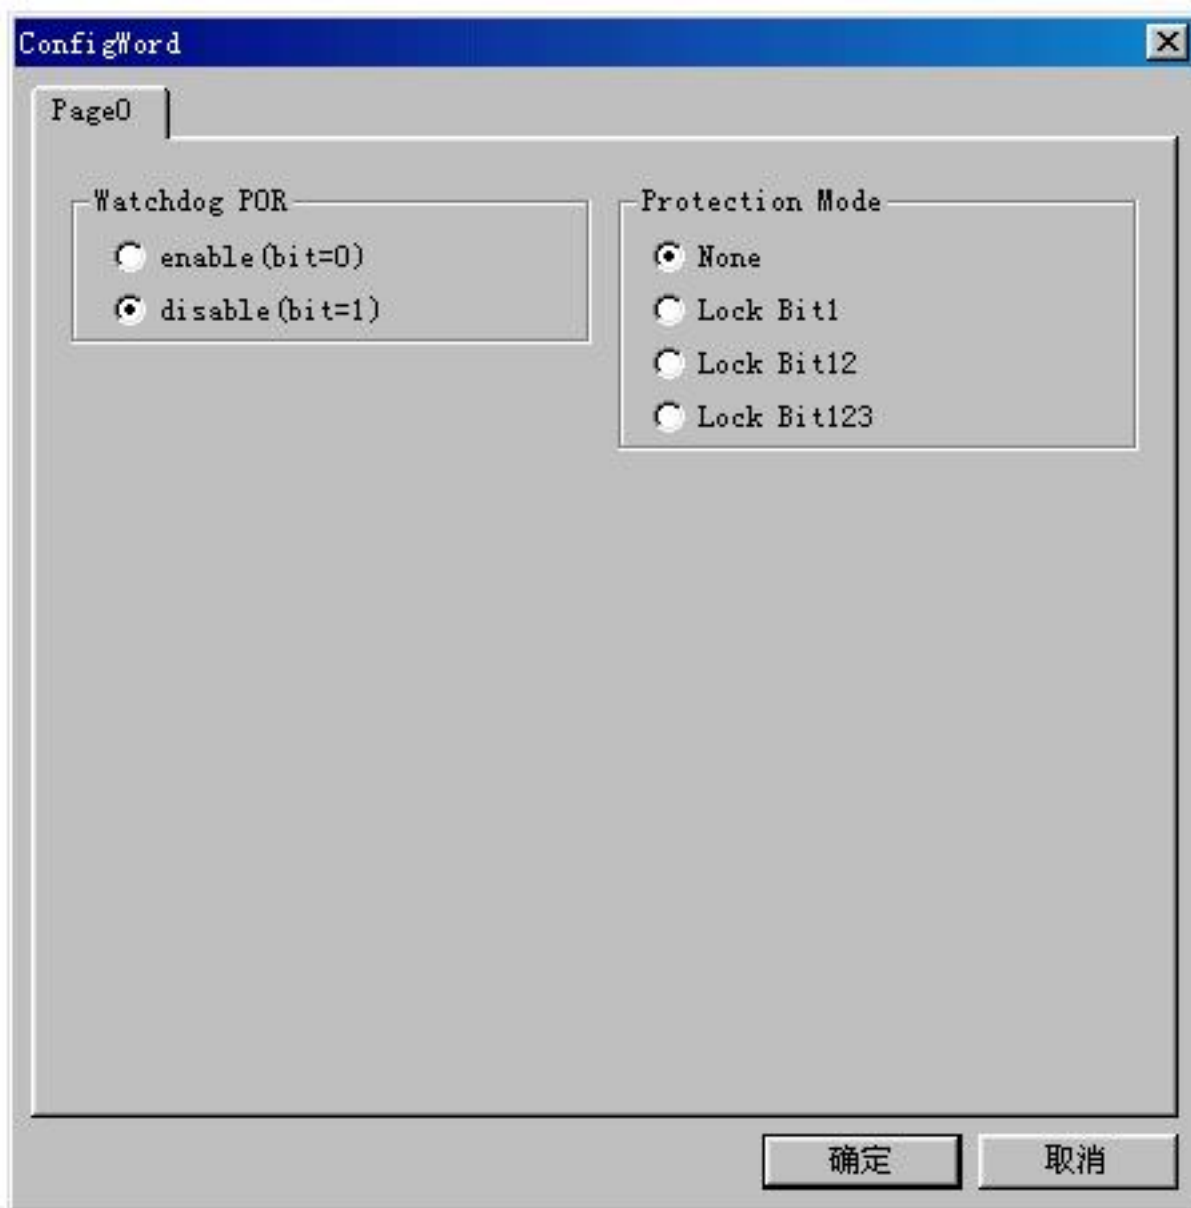 ConfigWord
Page0
Watchdog POR
enable(bit=0)
disable(bit=1)
Protection Mode
None
Lock Bit1
Lock Bit12
Lock Bit123
确定
取消